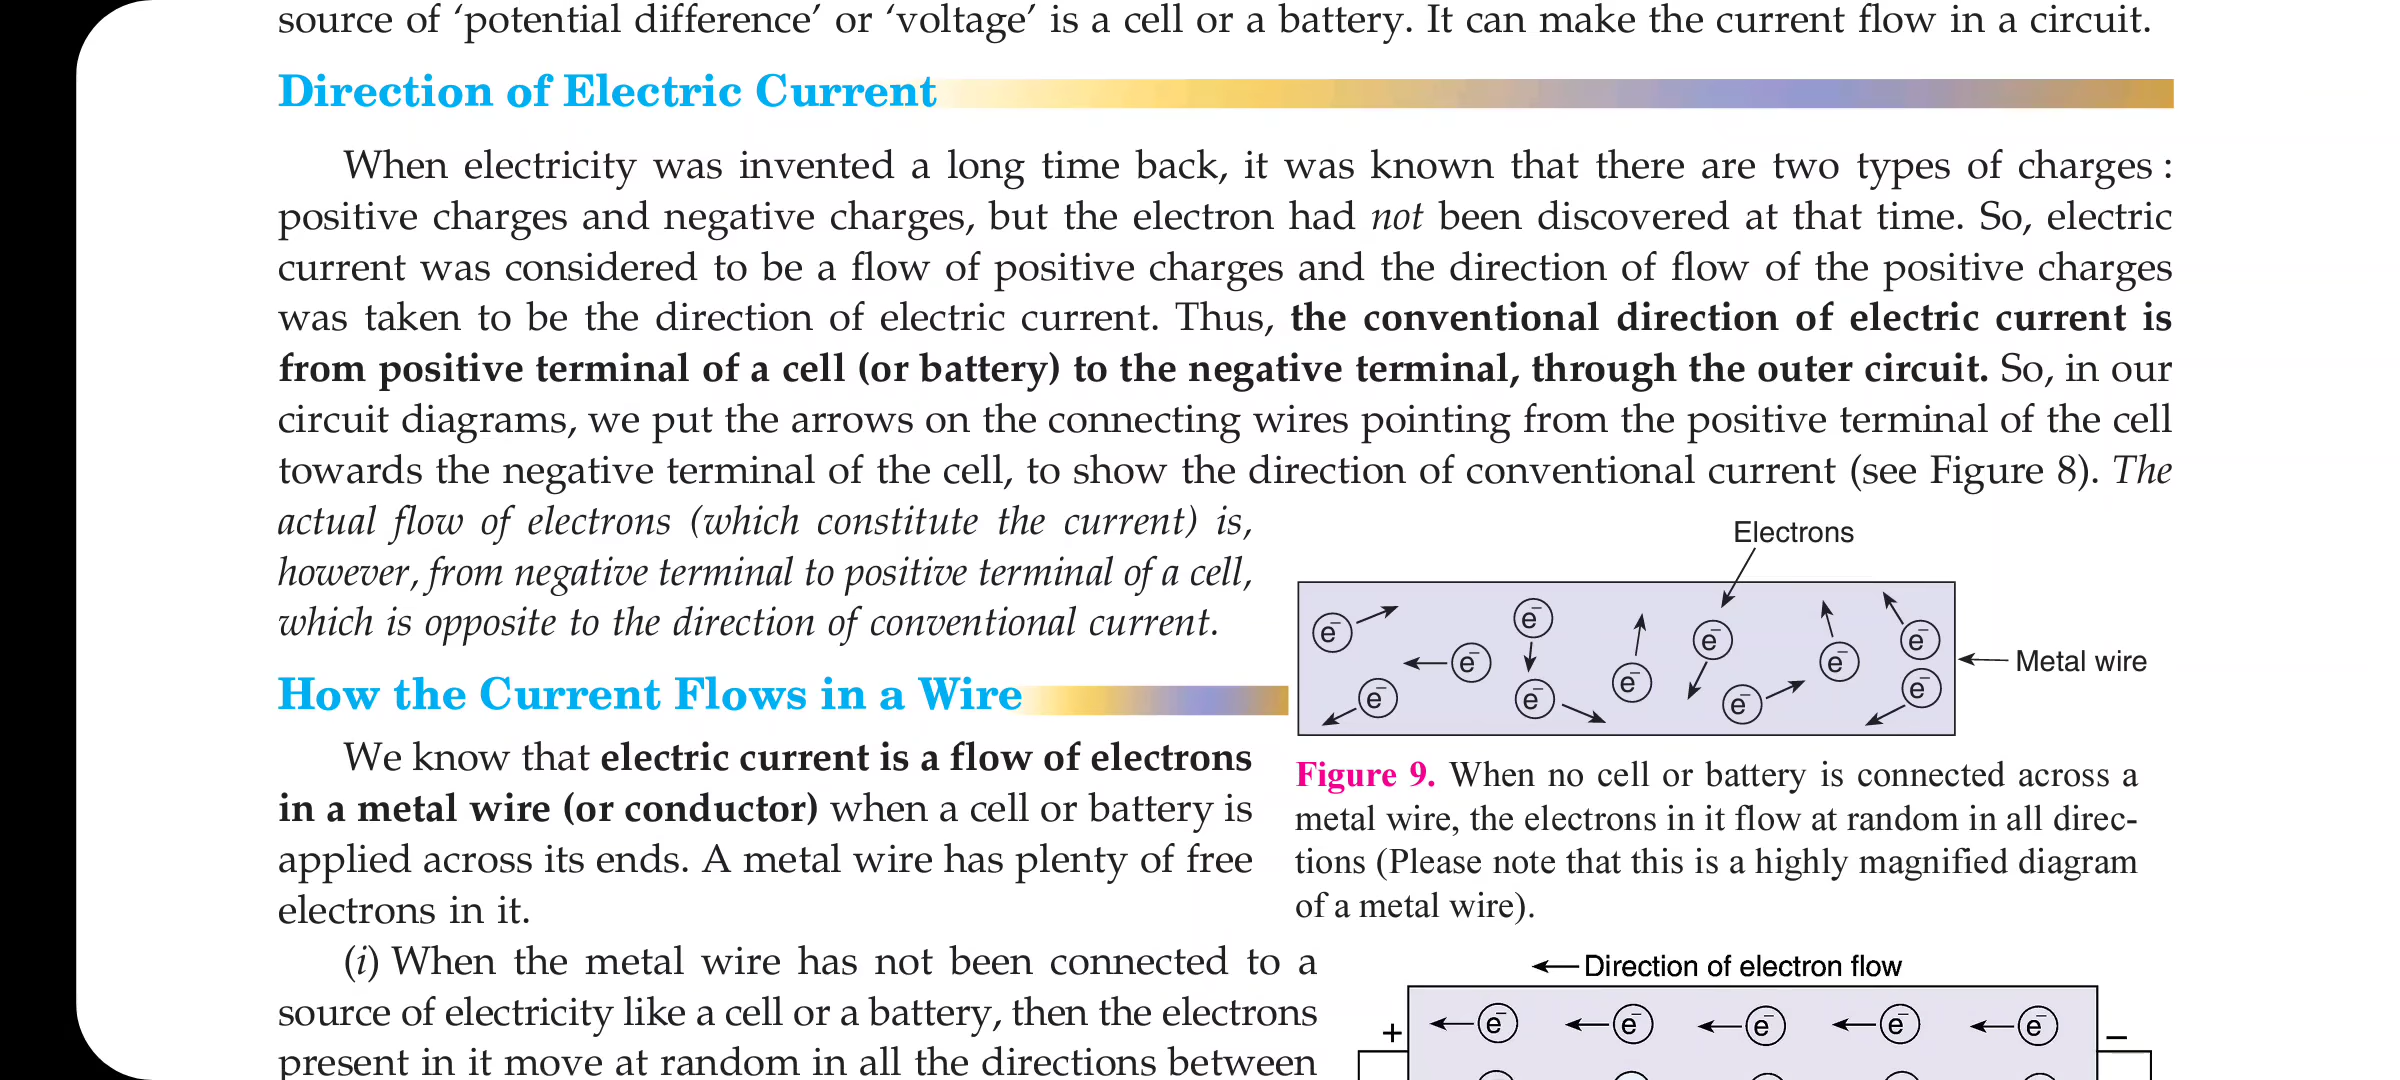 source of ‘potential difference’ or ‘voltage’ is a cell or a battery. It can make the current flow in a circuit.
Direction of Electric Current
When electricity was invented a long time back, it was known that there are two types of charges :
positive charges and negative charges, but the electron had not been discovered at that time. So, electric
current was considered to be a flow of positive charges and the direction of flow of the positive charges
was taken to be the direction of electric current. Thus, the conventional direction of electric current is
from positive terminal of a cell (or battery) to the negative terminal, through the outer circuit. So, in our
circuit diagrams, we put the arrows on the connecting wires pointing from the positive terminal of the cell
towards the negative terminal of the cell, to show the direction of conventional current (see Figure 8). The
actual flow of electrons (which constitute the current) is,
however, from negative terminal to positive terminal of a cell,
which is opposite to the direction of conventional current.
How the Current Flows in a Wire
We know that electric current is a flow of electrons
in a metal wire (or conductor) when a cell or battery is
applied across its ends. A metal wire has plenty of free
electrons in it.
(i) When the metal wire has not been connected to a
source of electricity like a cell or a battery, then the electrons
present in it move at random in all the directions between
Electrons
e⁻ e⁻ e⁻ e⁻
e⁻ e⁻ Metal wire
e⁻ e⁻ e⁻ e⁻ e⁻
Figure 9. When no cell or battery is connected across a
metal wire, the electrons in it flow at random in all direc-
tions (Please note that this is a highly magnified diagram
of a metal wire).
Direction of electron flow
+ e⁻ e⁻ e⁻ e⁻ e⁻ −